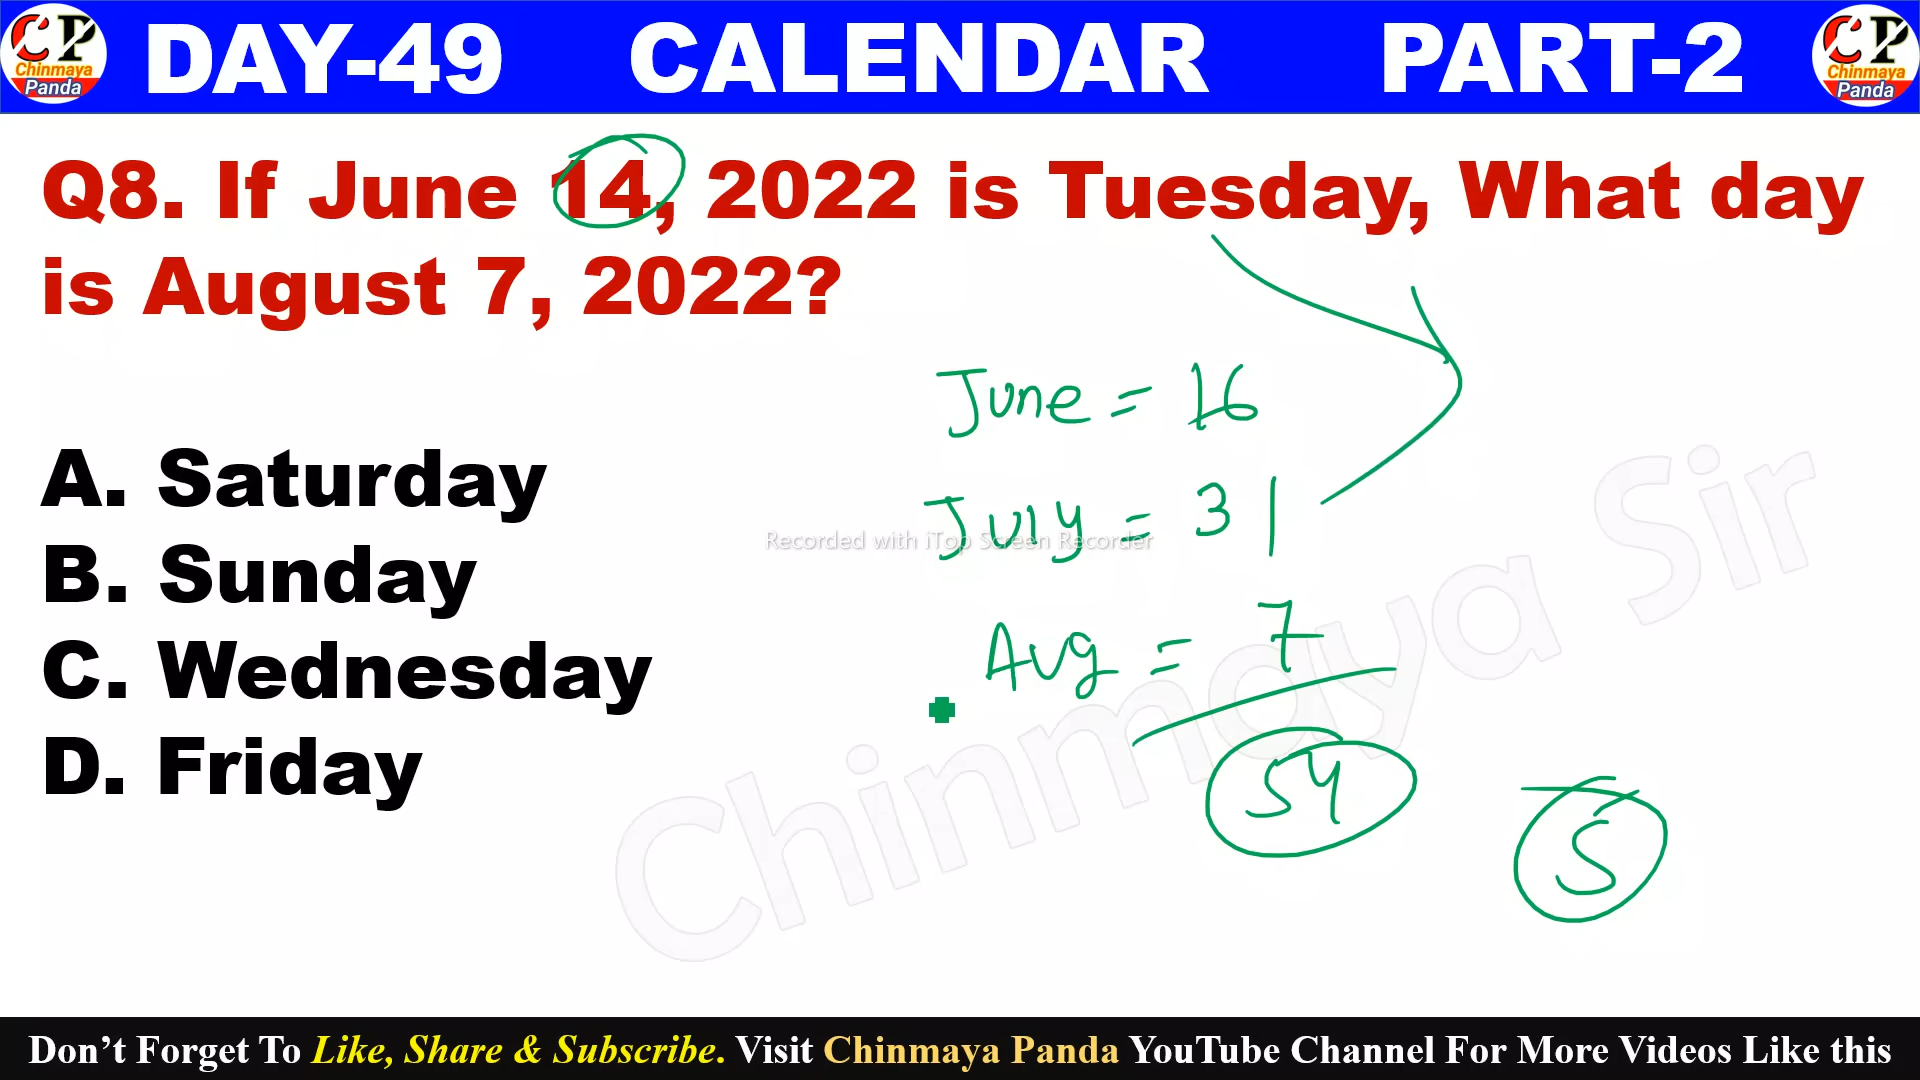 CP Chinmaya Panda DAY-49 CALENDAR PART-2 CP Chinmaya Panda
Q8. If June 14, 2022 is Tuesday, What day
is August 7, 2022?
June = 16
A. Saturday
July = 31
Recorded with iTop Screen Recorder
B. Sunday
Aug = 7
C. Wednesday
D. Friday
54
5
Chinmaya Sir
Don’t Forget To Like, Share & Subscribe. Visit Chinmaya Panda YouTube Channel For More Videos Like this